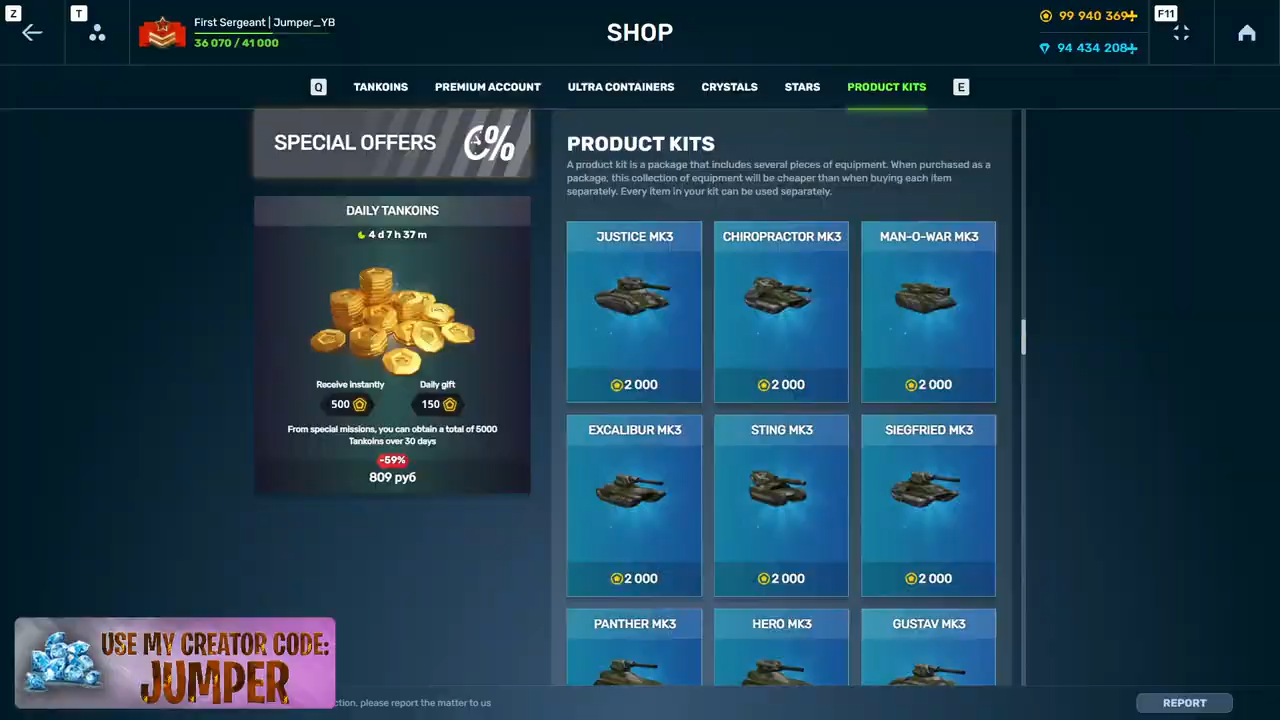 Z
T
First Sergeant | Jumper_YB
36 070 / 41 000
SHOP
99 940 369+
94 434 208+
F11
Q
TANKOINS
PREMIUM ACCOUNT
ULTRA CONTAINERS
CRYSTALS
STARS
PRODUCT KITS
E
SPECIAL OFFERS
%
DAILY TANKOINS
4 d 7 h 37 m
Receive Instantly
Daily gift
500
150
From special missions, you can obtain a total of 5000
Tankoins over 30 days
-59%
809 руб
PRODUCT KITS
A product kit is a package that includes several pieces of equipment. When purchased as a
package, this collection of equipment will be cheaper than when buying each item
separately. Every item in your kit can be used separately.
JUSTICE MK3
CHIROPRACTOR MK3
MAN-O-WAR MK3
2 000
2 000
2 000
EXCALIBUR MK3
STING MK3
SIEGFRIED MK3
2 000
2 000
2 000
PANTHER MK3
HERO MK3
GUSTAV MK3
USE MY CREATOR CODE:
JUMPER
ction, please report the matter to us
REPORT